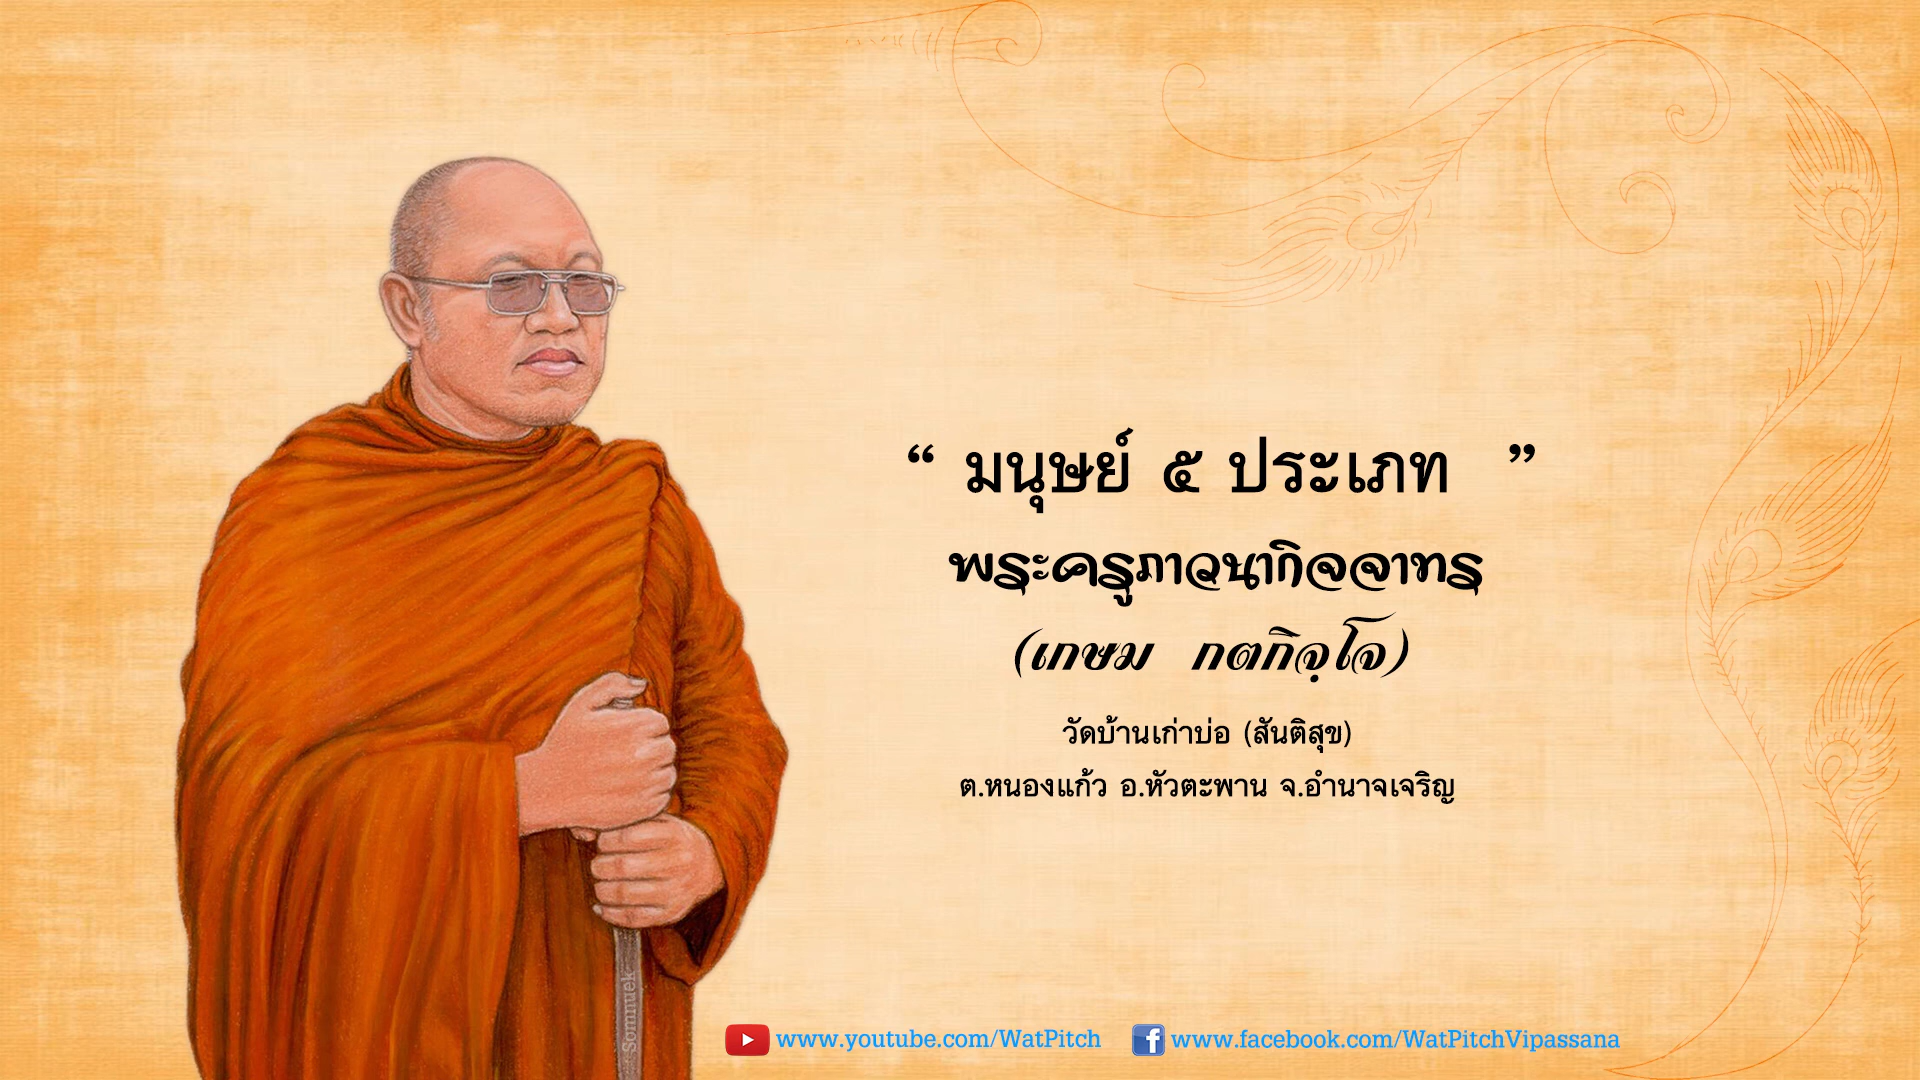 “ มนุษย์ ๕ ประเภท ”
พระครูภาวนากิจจาทร
(เกษม กตกิจฺโจ)
วัดบ้านเก่าบ่อ (สันติสุข)
ต.หนองแก้ว อ.หัวตะพาน จ.อำนาจเจริญ
Somnuek
www.youtube.com/WatPitch www.facebook.com/WatPitchVipassana